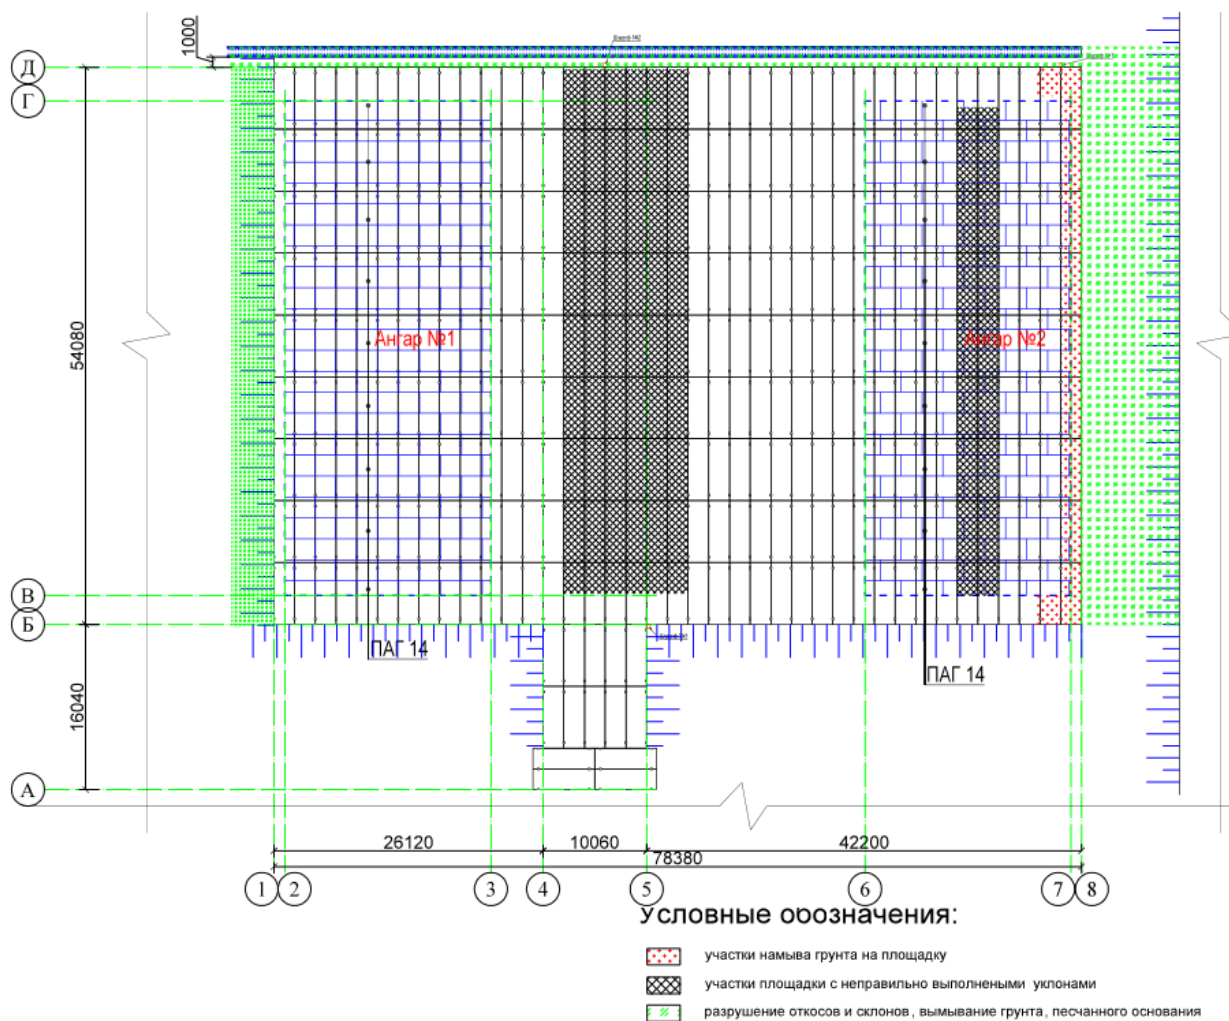 1000
Д
Г
54080
Ангар №1
Ангар №2
В
Б
ПАГ 14
ПАГ 14
16040
А
26120
10060
42200
78380
1
2
3
4
5
6
7
8
Условные обозначения:
участки намыва грунта на площадку
участки площадки с неправильно выполнеными уклонами
разрушение откосов и склонов, вымывание грунта, песчанного основания